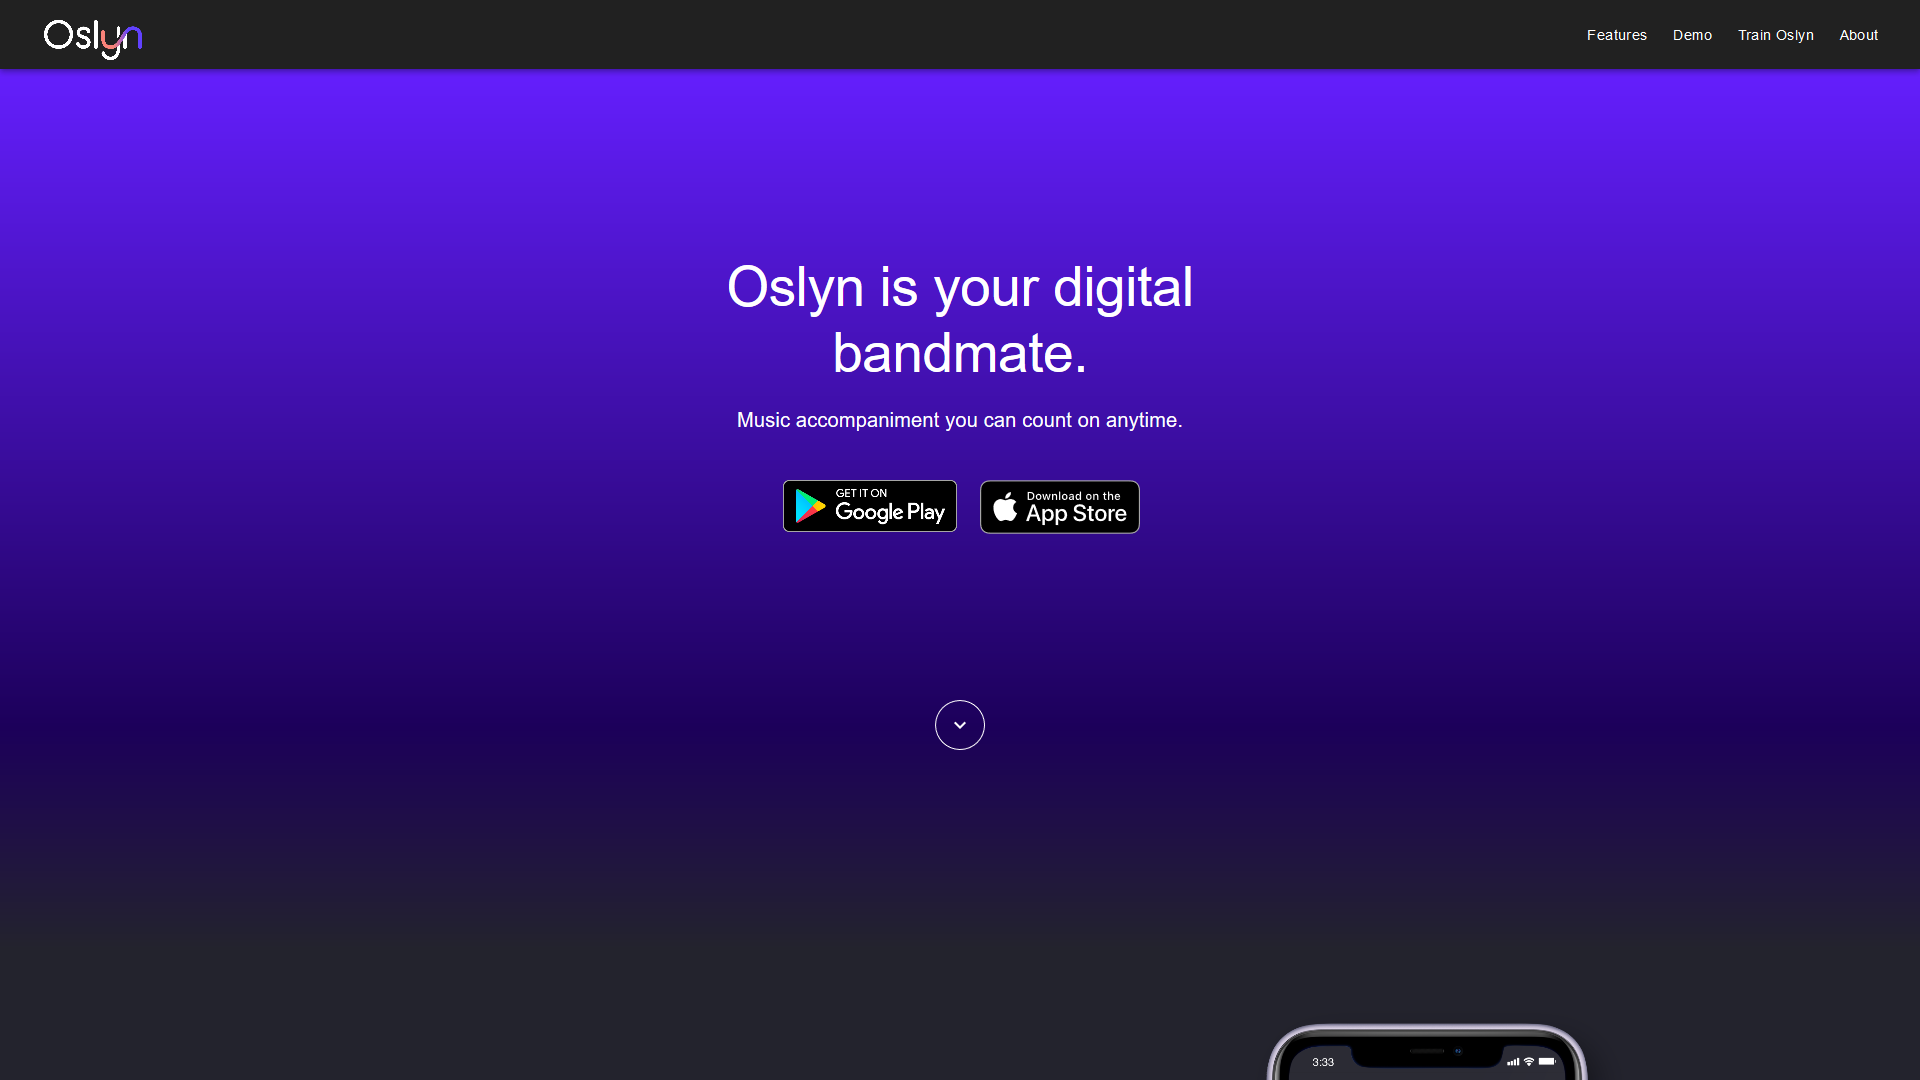 Oslyn
Features
Demo
Train Oslyn
About
Oslyn is your digital
bandmate.
Music accompaniment you can count on anytime.
GET IT ON
Google Play
Download on the
App Store
3:33